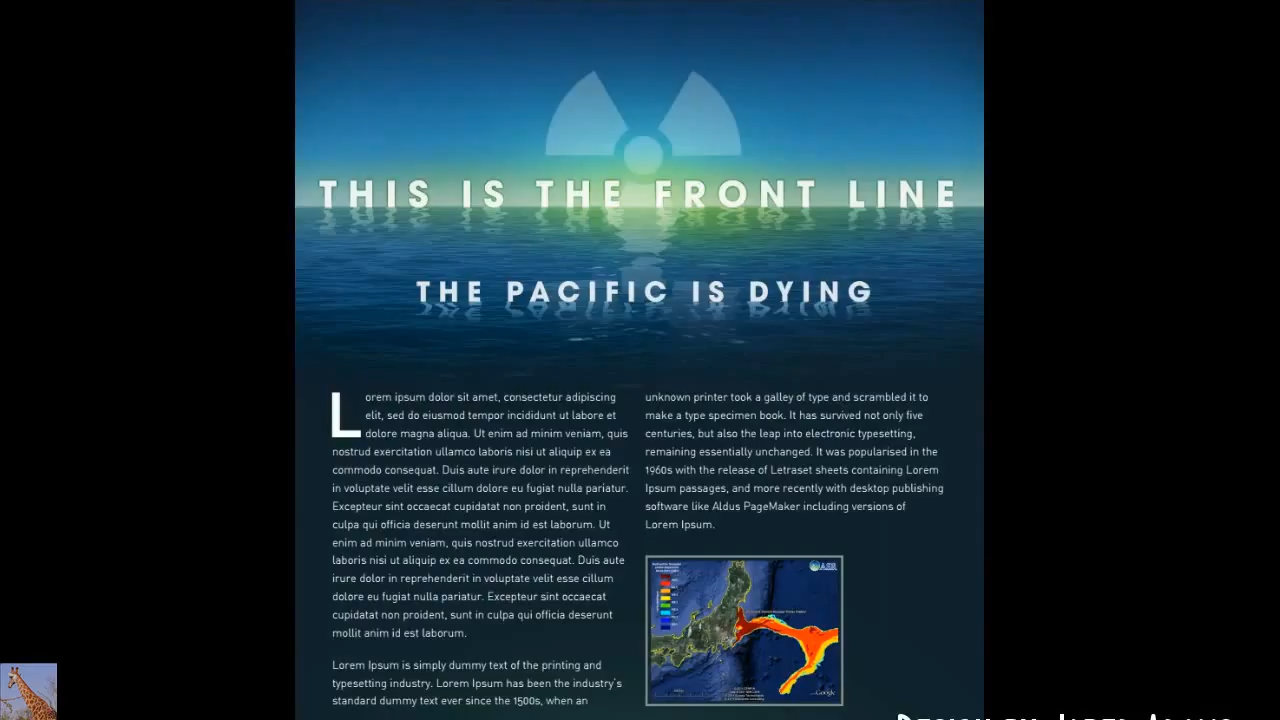 THIS IS THE FRONT LINE
THE PACIFIC IS DYING
Lorem ipsum dolor sit amet, consectetur adipiscing
elit, sed do eiusmod tempor incididunt ut labore et
dolore magna aliqua. Ut enim ad minim veniam, quis
nostrud exercitation ullamco laboris nisi ut aliquip ex ea
commodo consequat. Duis aute irure dolor in reprehenderit
in voluptate velit esse cillum dolore eu fugiat nulla pariatur.
Excepteur sint occaecat cupidatat non proident, sunt in
culpa qui officia deserunt mollit anim id est laborum. Ut
enim ad minim veniam, quis nostrud exercitation ullamco
laboris nisi ut aliquip ex ea commodo consequat. Duis aute
irure dolor in reprehenderit in voluptate velit esse cillum
dolore eu fugiat nulla pariatur. Excepteur sint occaecat
cupidatat non proident, sunt in culpa qui officia deserunt
mollit anim id est laborum.
Lorem Ipsum is simply dummy text of the printing and
typesetting industry. Lorem Ipsum has been the industry's
standard dummy text ever since the 1500s, when an
unknown printer took a galley of type and scrambled it to
make a type specimen book. It has survived not only five
centuries, but also the leap into electronic typesetting,
remaining essentially unchanged. It was popularised in the
1960s with the release of Letraset sheets containing Lorem
Ipsum passages, and more recently with desktop publishing
software like Aldus PageMaker including versions of
Lorem Ipsum.
ASR
Google